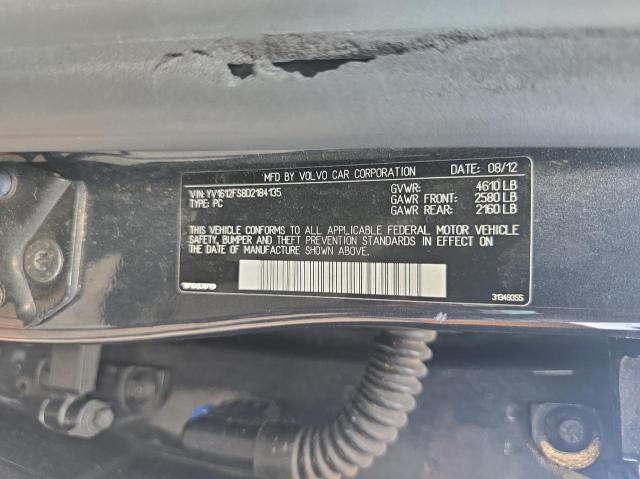 MFD BY VOLVO CAR CORPORATION DATE: 08/12
VIN: YV1612FS8D2184135 GVWR: 4610 LB
TYPE: PC GAWR FRONT: 2580 LB
GAWR REAR: 2160 LB
THIS VEHICLE CONFORMS TO ALL APPLICABLE FEDERAL MOTOR VEHICLE
SAFETY, BUMPER AND THEFT PREVENTION STANDARDS IN EFFECT ON
THE DATE OF MANUFACTURE SHOWN ABOVE.
VOLVO 31349355